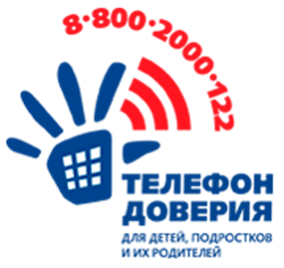 8·800·2000·122
ТЕЛЕФОН
ДОВЕРИЯ
ДЛЯ ДЕТЕЙ, ПОДРОСТКОВ
И ИХ РОДИТЕЛЕЙ